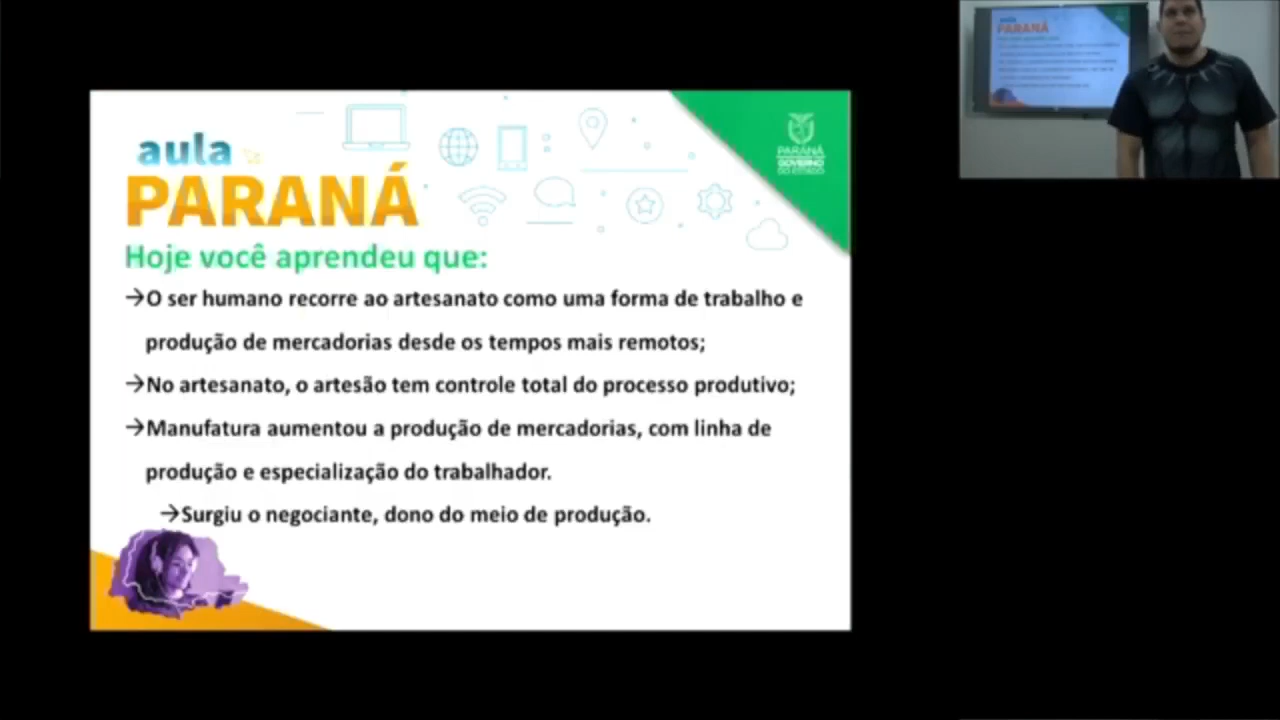 aula
PARANÁ
PARANÁ
GOVERNO
DO ESTADO
Hoje você aprendeu que:
→O ser humano recorre ao artesanato como uma forma de trabalho e
produção de mercadorias desde os tempos mais remotos;
→No artesanato, o artesão tem controle total do processo produtivo;
→Manufatura aumentou a produção de mercadorias, com linha de
produção e especialização do trabalhador.
→Surgiu o negociante, dono do meio de produção.
aula
PARANÁ